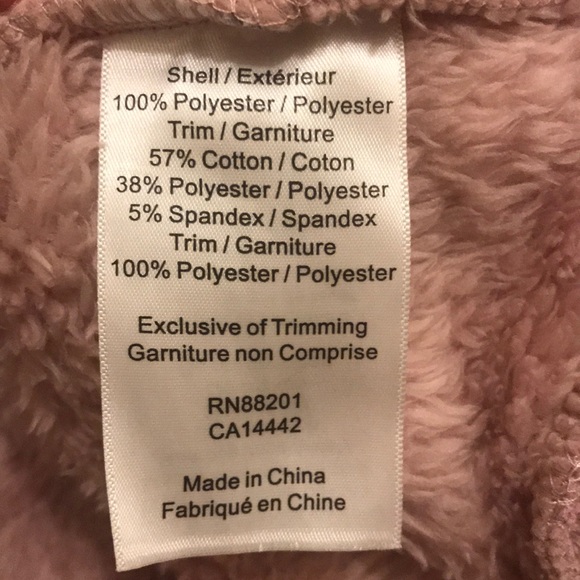 Shell / Extérieur
100% Polyester / Polyester
Trim / Garniture
57% Cotton / Coton
38% Polyester / Polyester
5% Spandex / Spandex
Trim / Garniture
100% Polyester / Polyester
Exclusive of Trimming
Garniture non Comprise
RN88201
CA14442
Made in China
Fabriqué en Chine